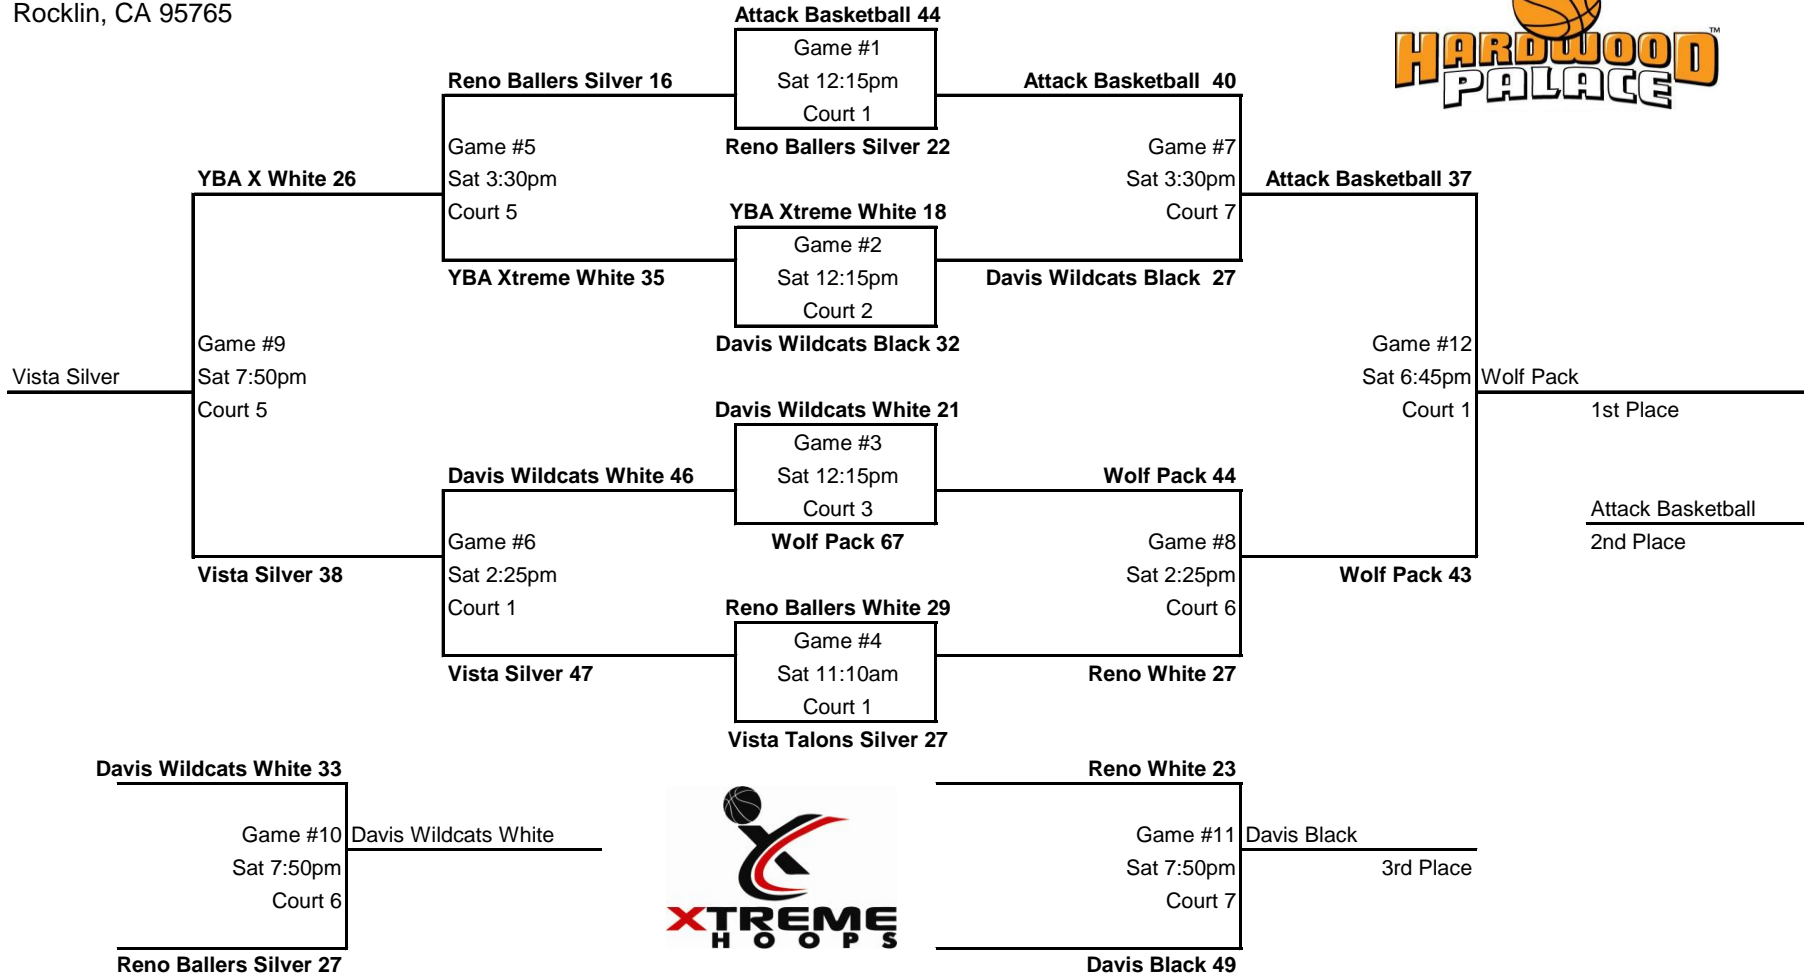 Rocklin, CA 95765
Attack Basketball 44
HARDWOOD
PALACE
TM
Game #1
Sat 12:15pm
Court 1
Reno Ballers Silver 22
Reno Ballers Silver 16
Game #5
Sat 3:30pm
Court 5
YBA Xtreme White 35
Attack Basketball 40
Game #7
Sat 3:30pm
Court 7
Davis Wildcats Black 27
YBA X White 26
YBA Xtreme White 18
Game #2
Sat 12:15pm
Court 2
Davis Wildcats Black 32
Attack Basketball 37
Game #9
Sat 7:50pm
Court 5
Vista Silver
Game #12
Sat 6:45pm
Court 1
Wolf Pack
1st Place
Davis Wildcats White 21
Game #3
Sat 12:15pm
Court 3
Wolf Pack 67
Davis Wildcats White 46
Game #6
Sat 2:25pm
Court 1
Vista Silver 47
Wolf Pack 44
Game #8
Sat 2:25pm
Court 6
Reno White 27
Attack Basketball
2nd Place
Vista Silver 38
Wolf Pack 43
Reno Ballers White 29
Game #4
Sat 11:10am
Court 1
Vista Talons Silver 27
Davis Wildcats White 33
Game #10
Sat 7:50pm
Court 6
Davis Wildcats White
Reno Ballers Silver 27
XTREME
HOOPS
Reno White 23
Game #11
Sat 7:50pm
Court 7
Davis Black
3rd Place
Davis Black 49